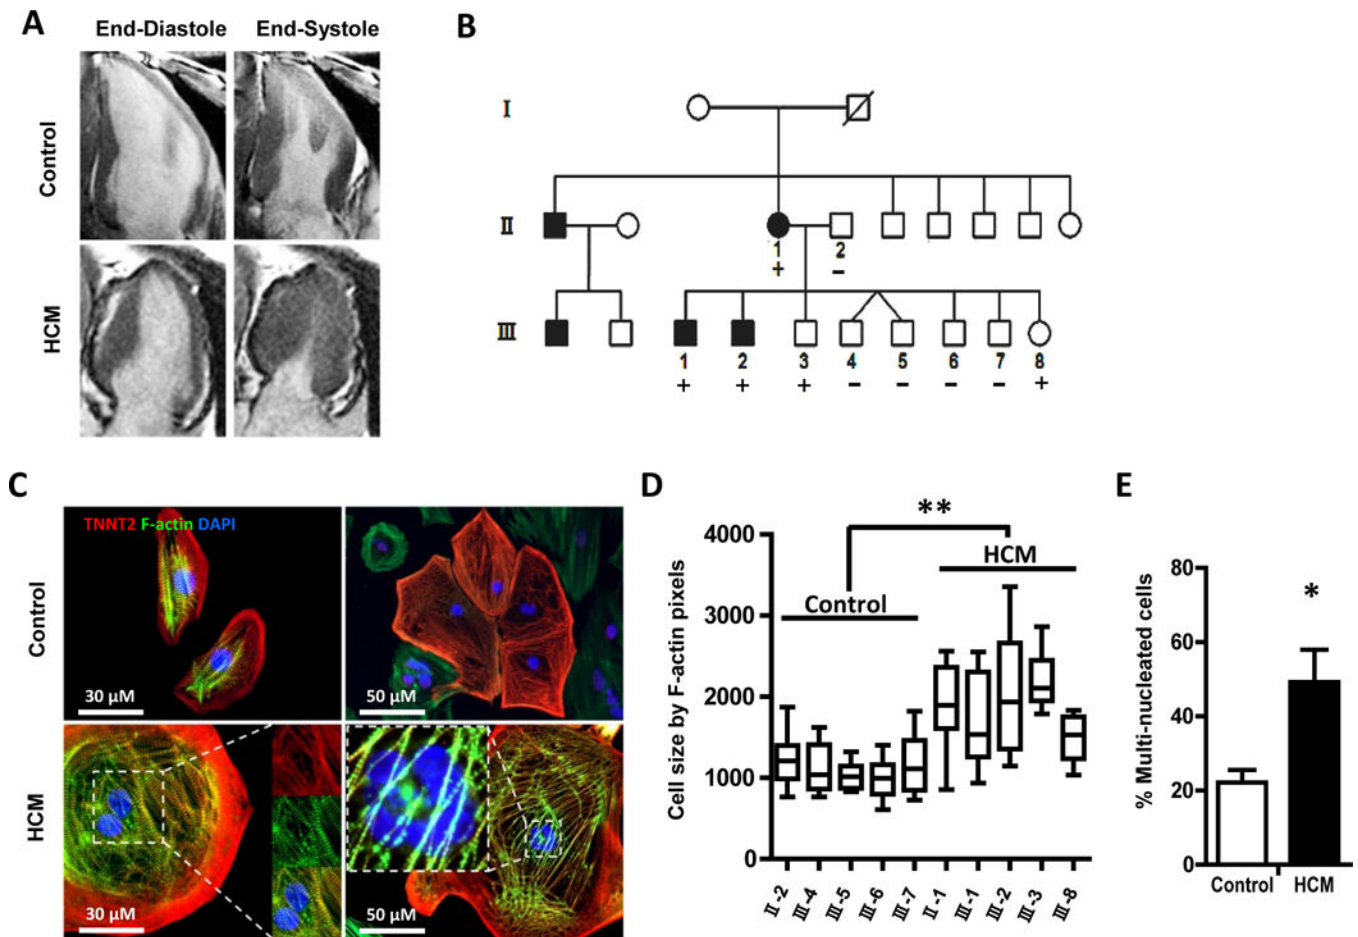 A
End-Diastole
End-Systole
Control
HCM
B
I
II
1
2
+
−
III
1
2
3
4
5
6
7
8
+
+
+
−
−
−
−
+
C
TNNT2 F-actin DAPI
Control
30 μM
50 μM
HCM
30 μM
50 μM
D
**
HCM
Control
Cell size by F-actin pixels
4000
3000
2000
1000
0
II-2
III-4
III-5
III-6
III-7
II-1
III-1
III-2
III-3
III-8
E
*
% Multi-nucleated cells
80
60
40
20
0
Control
HCM